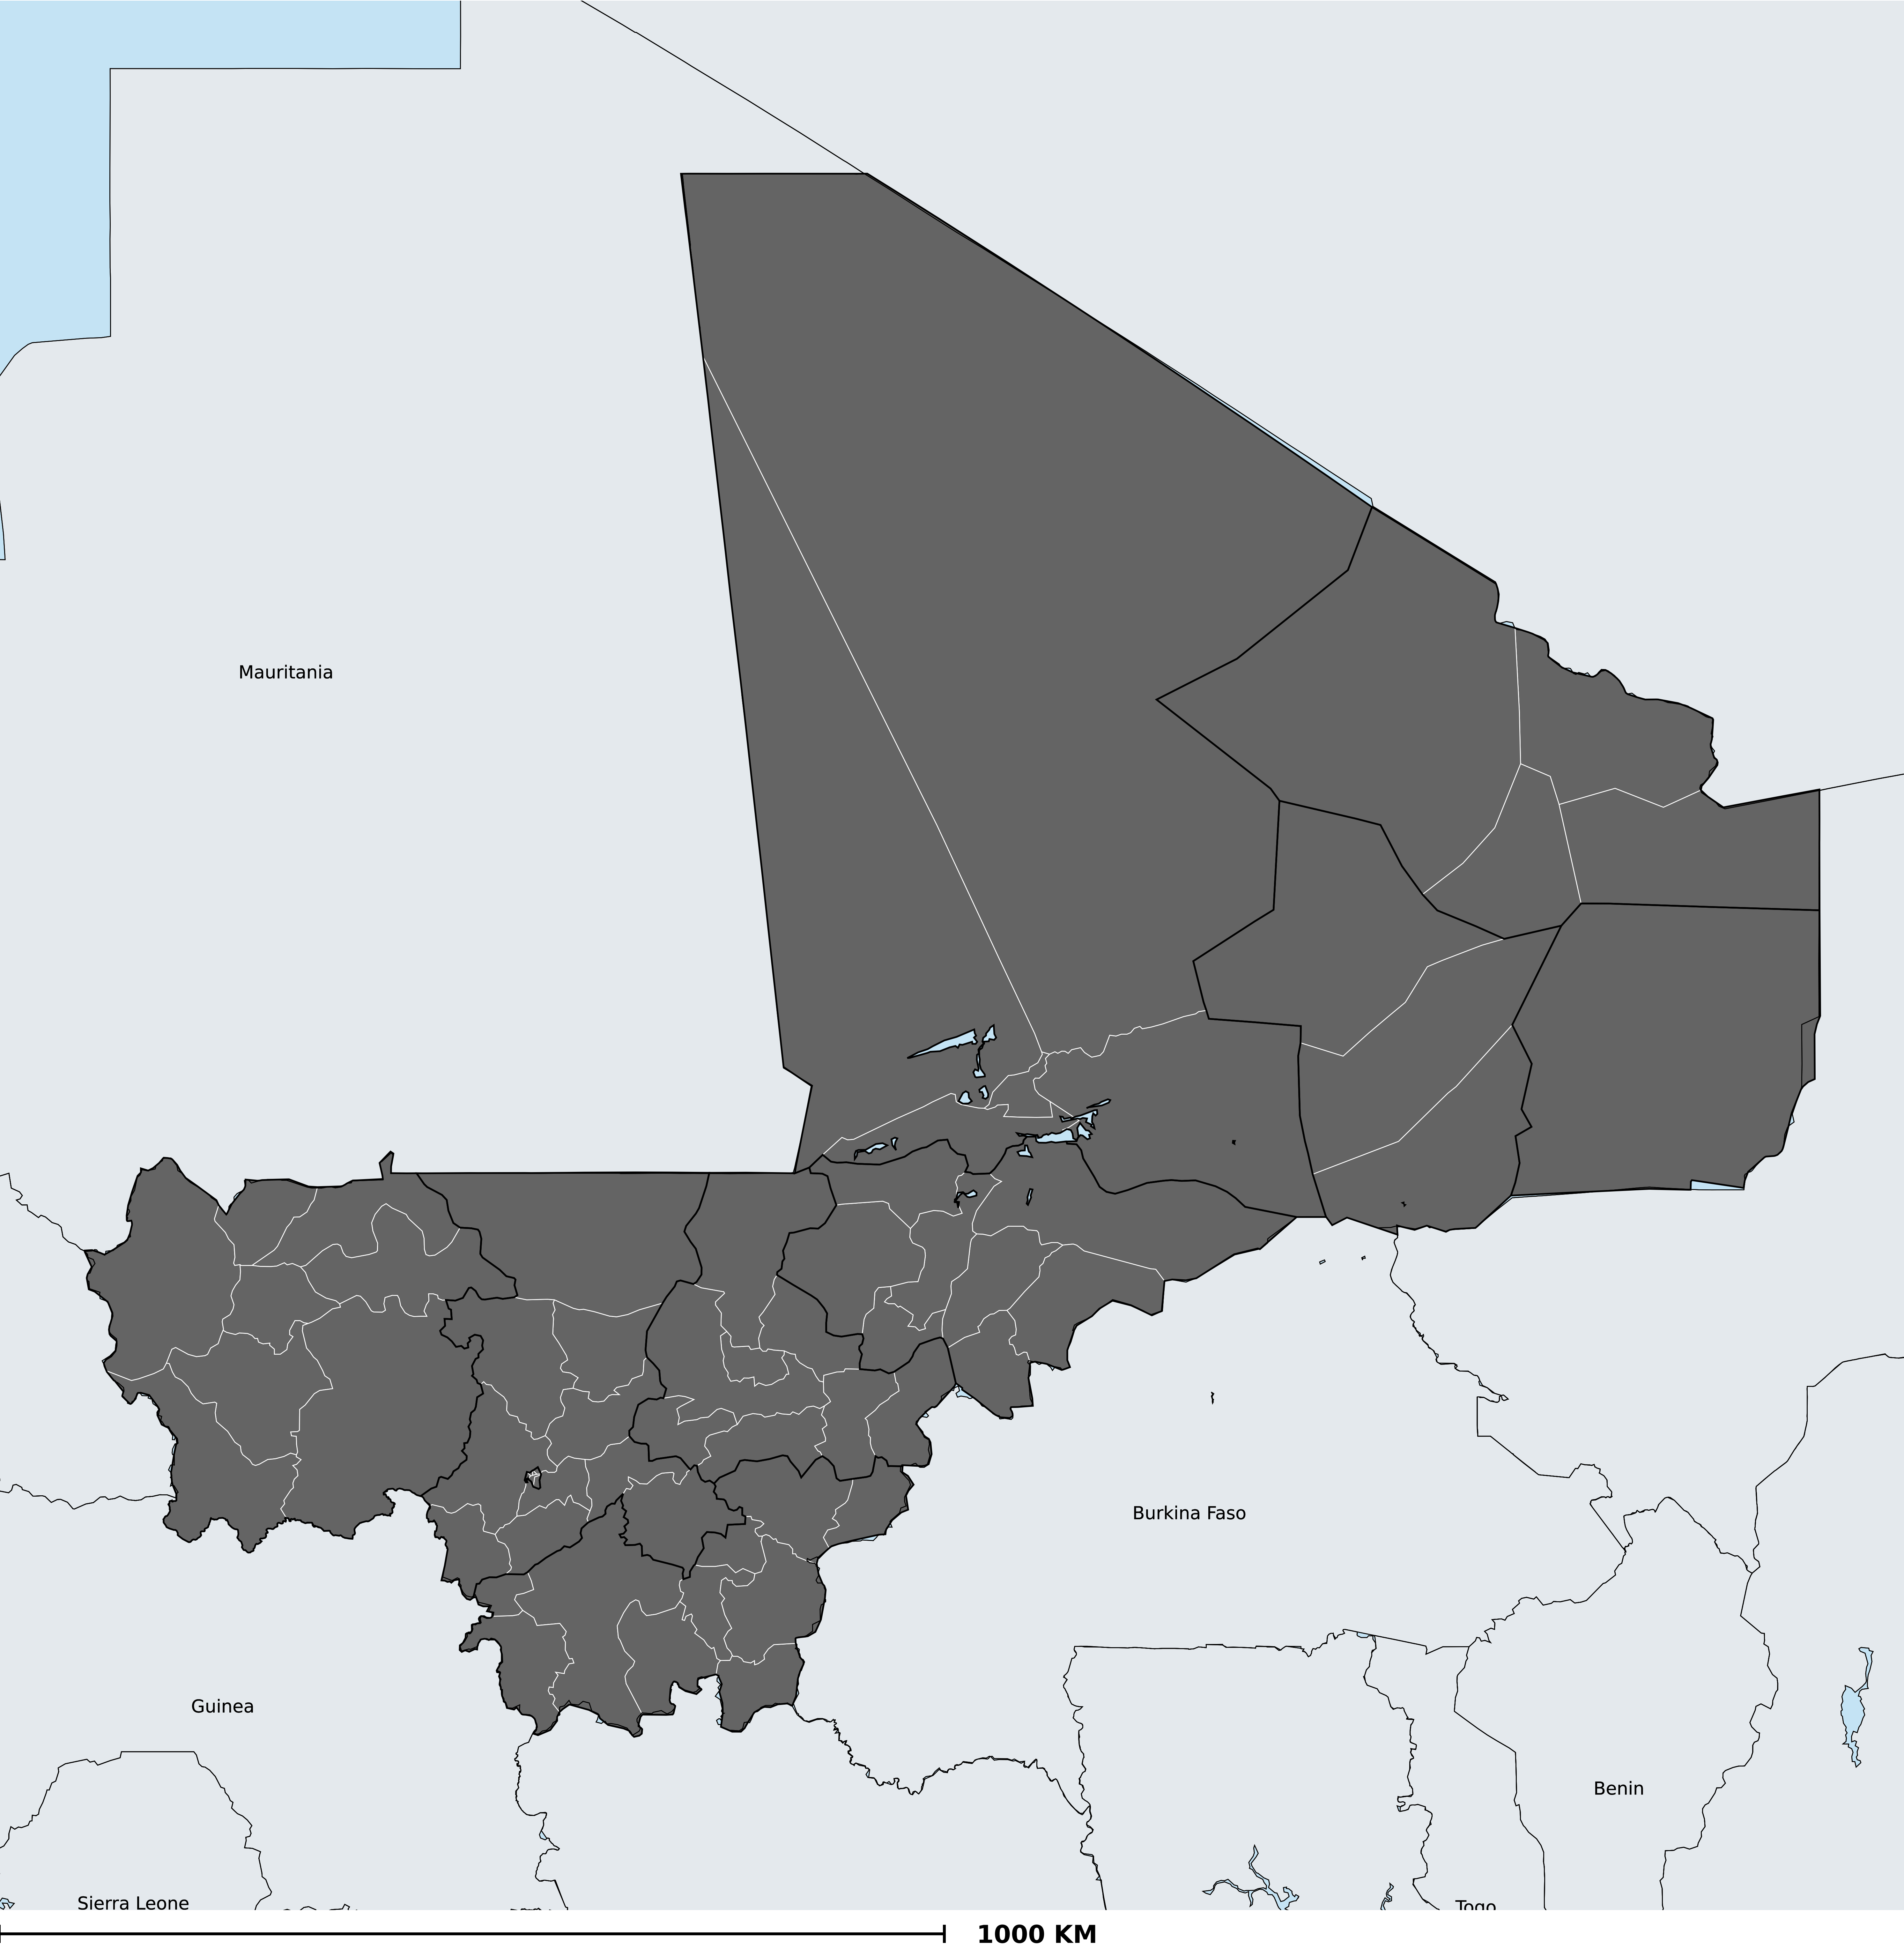 Mauritania
Burkina Faso
Guinea
Benin
Sierra Leone
Togo
1000 KM